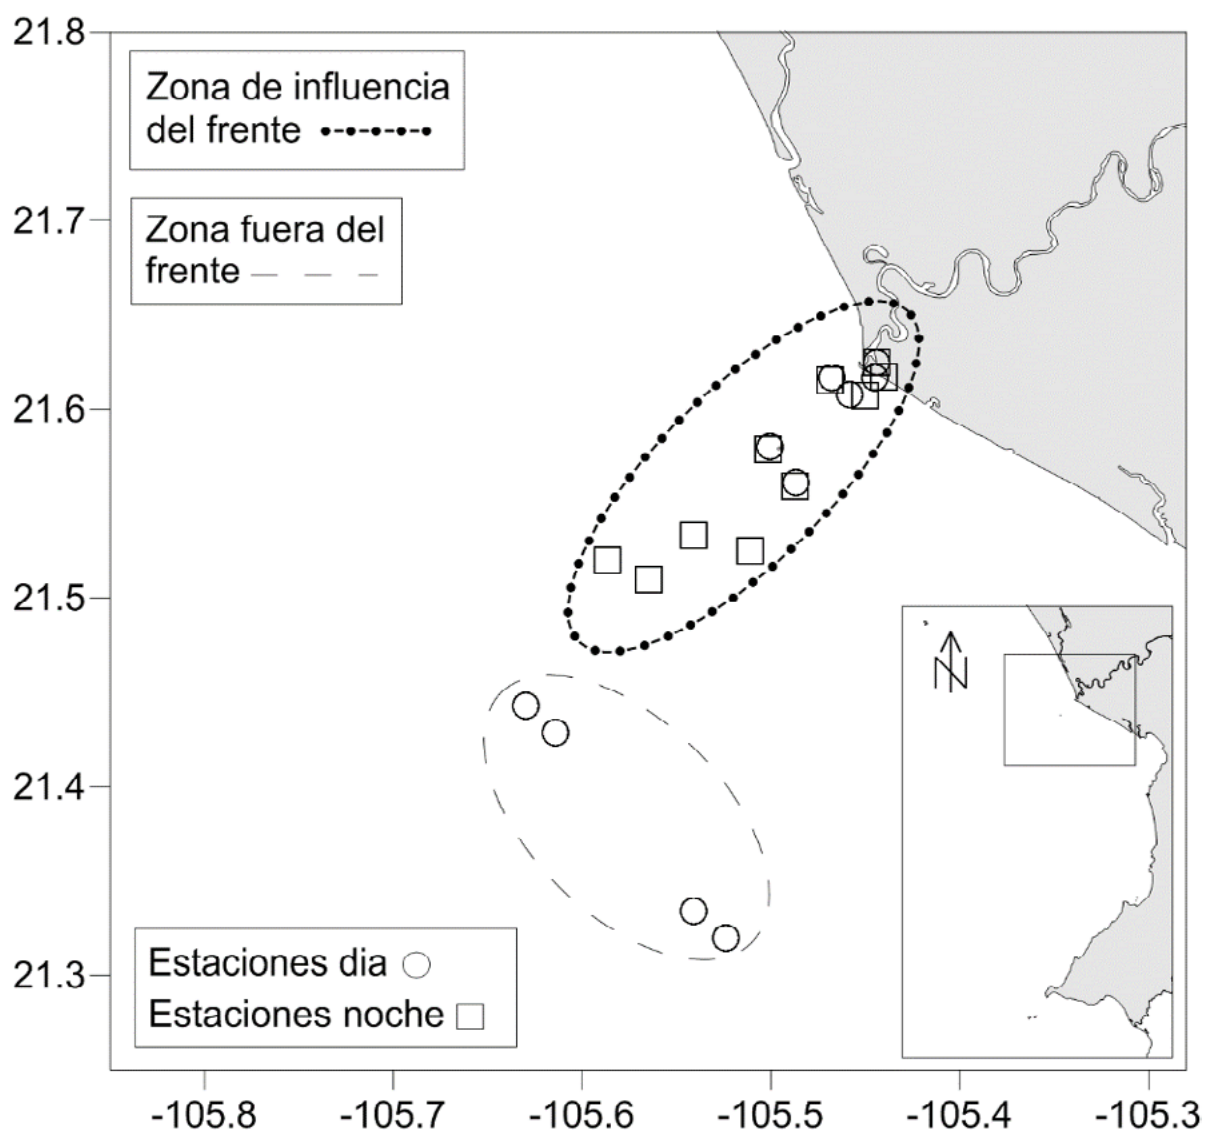 21.8
Zona de influencia
del frente
21.7
Zona fuera del
frente
21.6
21.5
N
21.4
21.3
Estaciones dia
Estaciones noche
-105.8 -105.7 -105.6 -105.5 -105.4 -105.3